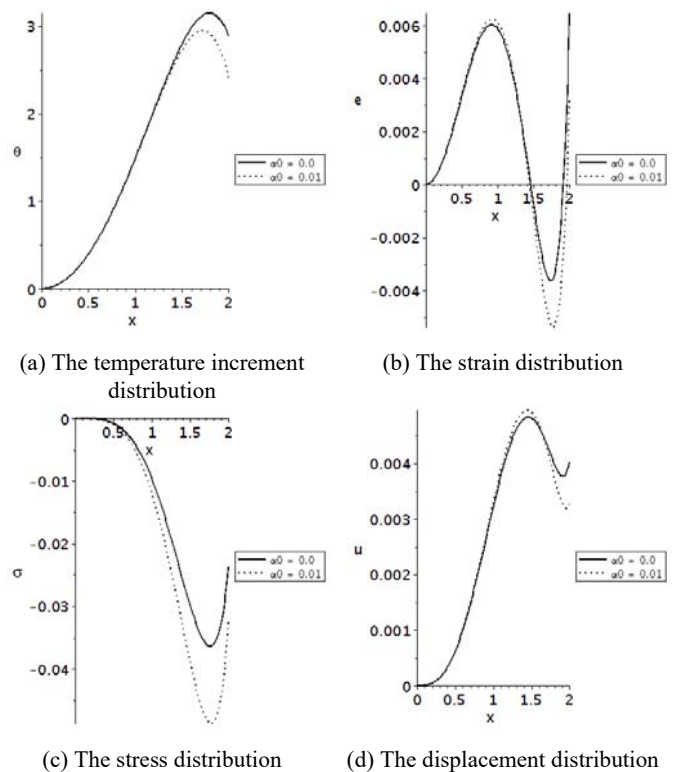 3
2
θ
1
0
0
0.5
1
1.5
2
x
α0 = 0.0
α0 = 0.01
(a) The temperature increment
distribution
0.006
0.004
e
0.002
0
0.5
1
1.5
2
x
-0.002
-0.004
α0 = 0.0
α0 = 0.01
(b) The strain distribution
0
0.5
1
1.5
2
x
-0.01
-0.02
σ
-0.03
-0.04
α0 = 0.0
α0 = 0.01
(c) The stress distribution
0.004
0.003
u
0.002
0.001
0
0
0.5
1
1.5
2
x
α0 = 0.0
α0 = 0.01
(d) The displacement distribution